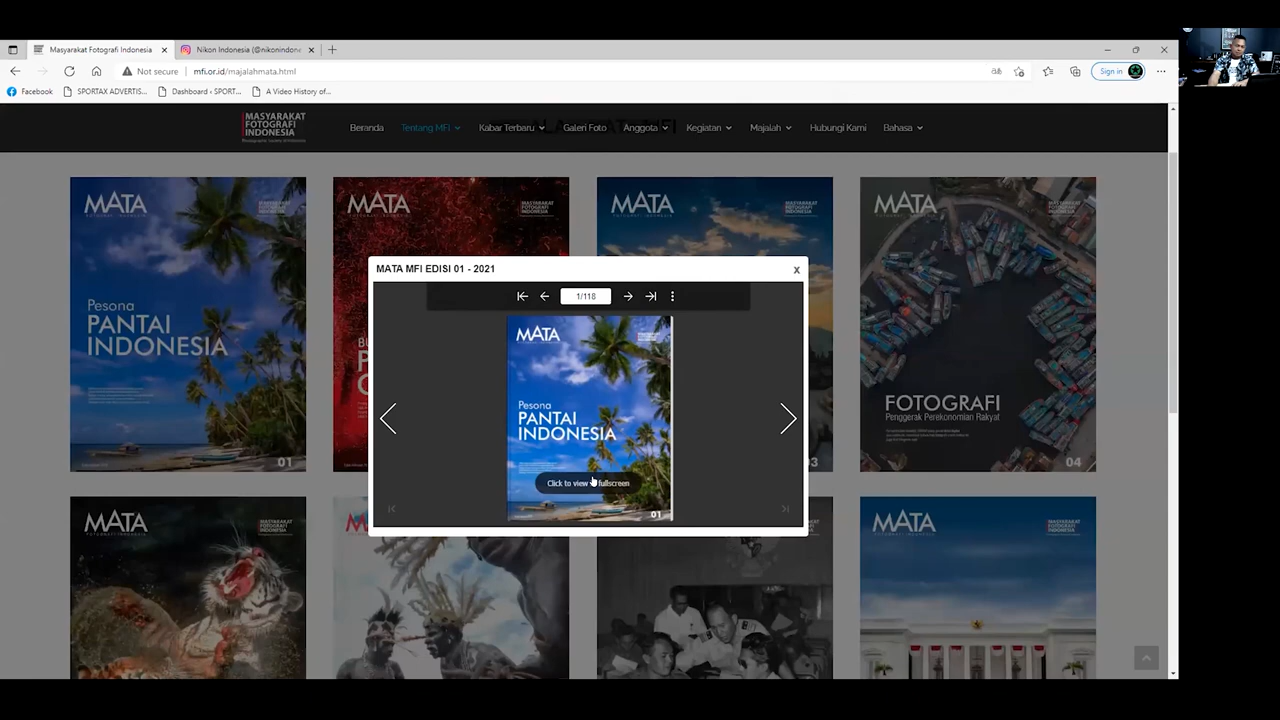 Masyarakat Fotografi Indonesia
Nikon Indonesia (@nikonindone
Not secure
mfi.or.id/majalahmata.html
Sign in
Facebook
SPORTAX ADVERTIS...
Dashboard ‹ SPORT...
A Video History of...
MASYARAKAT
FOTOGRAFI
INDONESIA
Beranda
Tentang MFI
Kabar Terbaru
Galeri Foto
Anggota
Kegiatan
Majalah
Hubungi Kami
Bahasa
MATA
MATA
MATA
MATA
Pesona
PANTAI
INDONESIA
01
FOTOGRAFI
Penggerak Perekonomian Rakyat
04
MATA MFI EDISI 01 - 2021
x
1/118
MATA
Pesona
PANTAI
INDONESIA
Click to view fullscreen
01
MATA
MATA